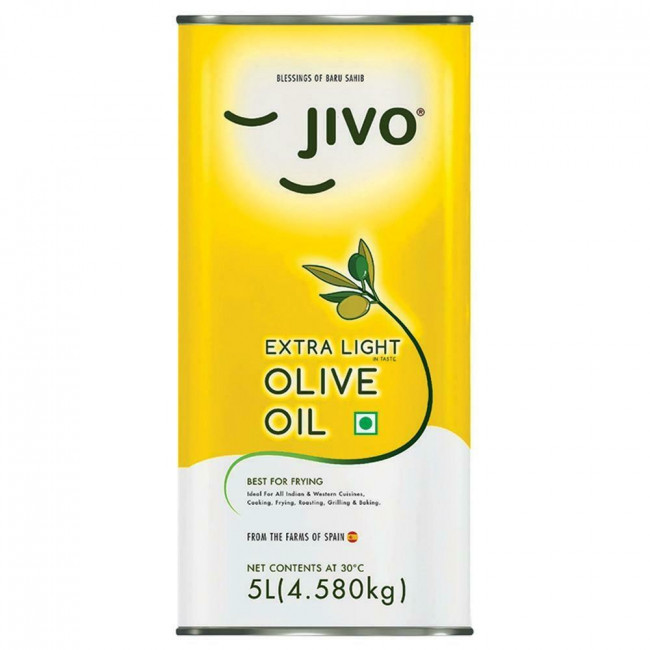 BLESSINGS OF BARU SAHIB
JIVO®
EXTRA LIGHT
IN TASTE
OLIVE
OIL
BEST FOR FRYING
Ideal For All Indian & Western Cuisines,
Cooking, Frying, Roasting, Grilling & Baking.
FROM THE FARMS OF SPAIN
NET CONTENTS AT 30°C
5L(4.580kg)